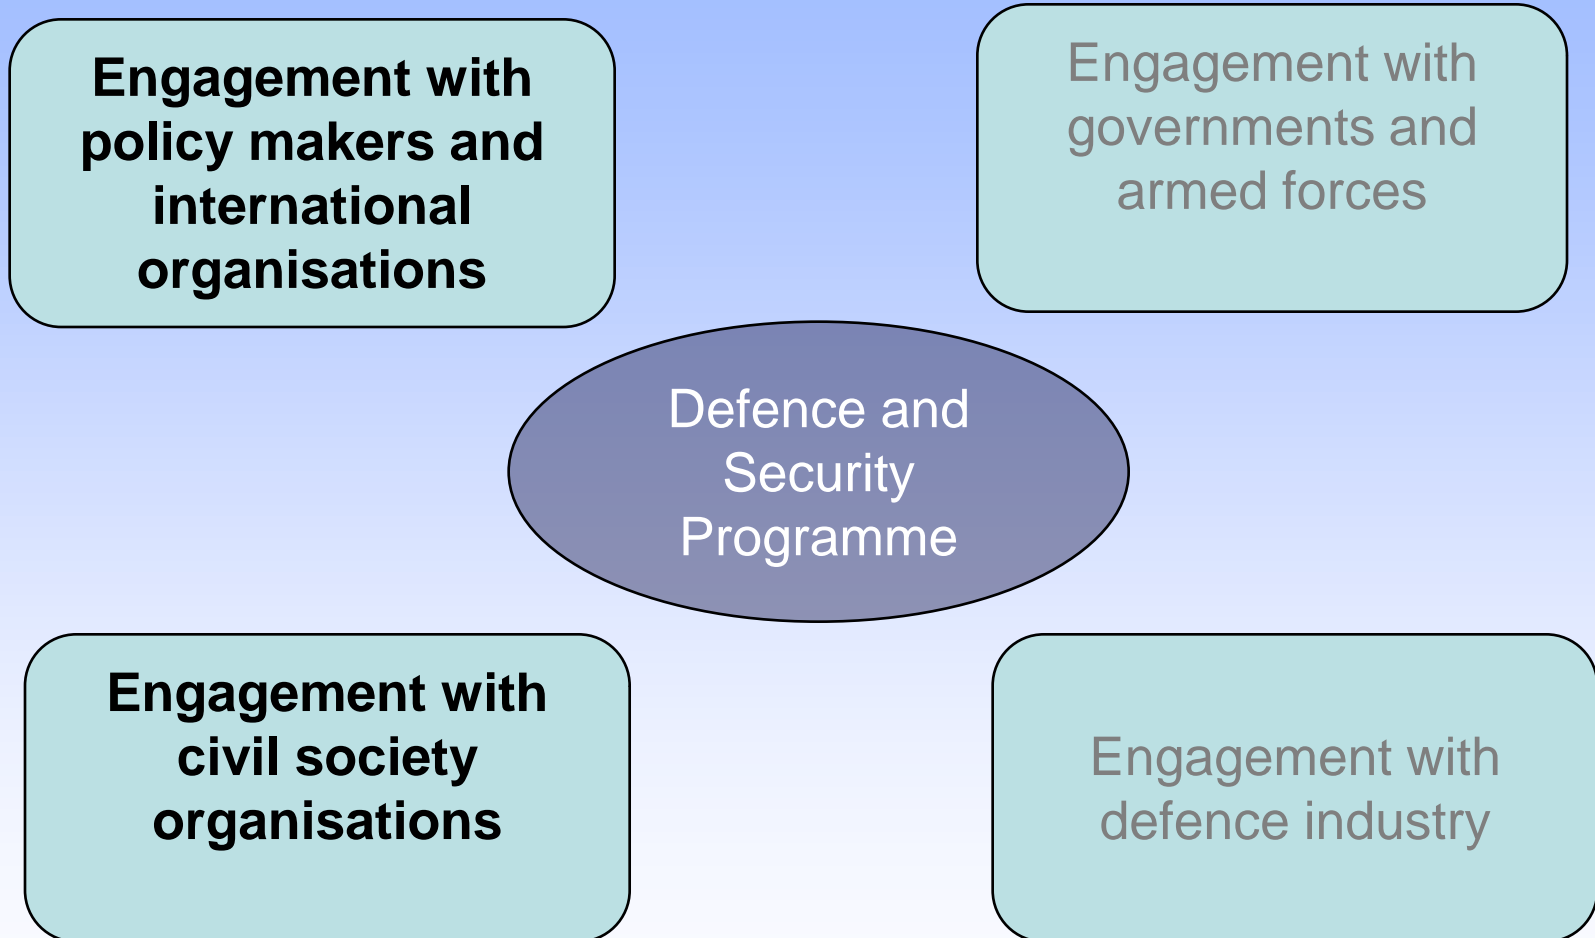 Engagement with
policy makers and
international
organisations
Engagement with
governments and
armed forces
Defence and
Security
Programme
Engagement with
civil society
organisations
Engagement with
defence industry